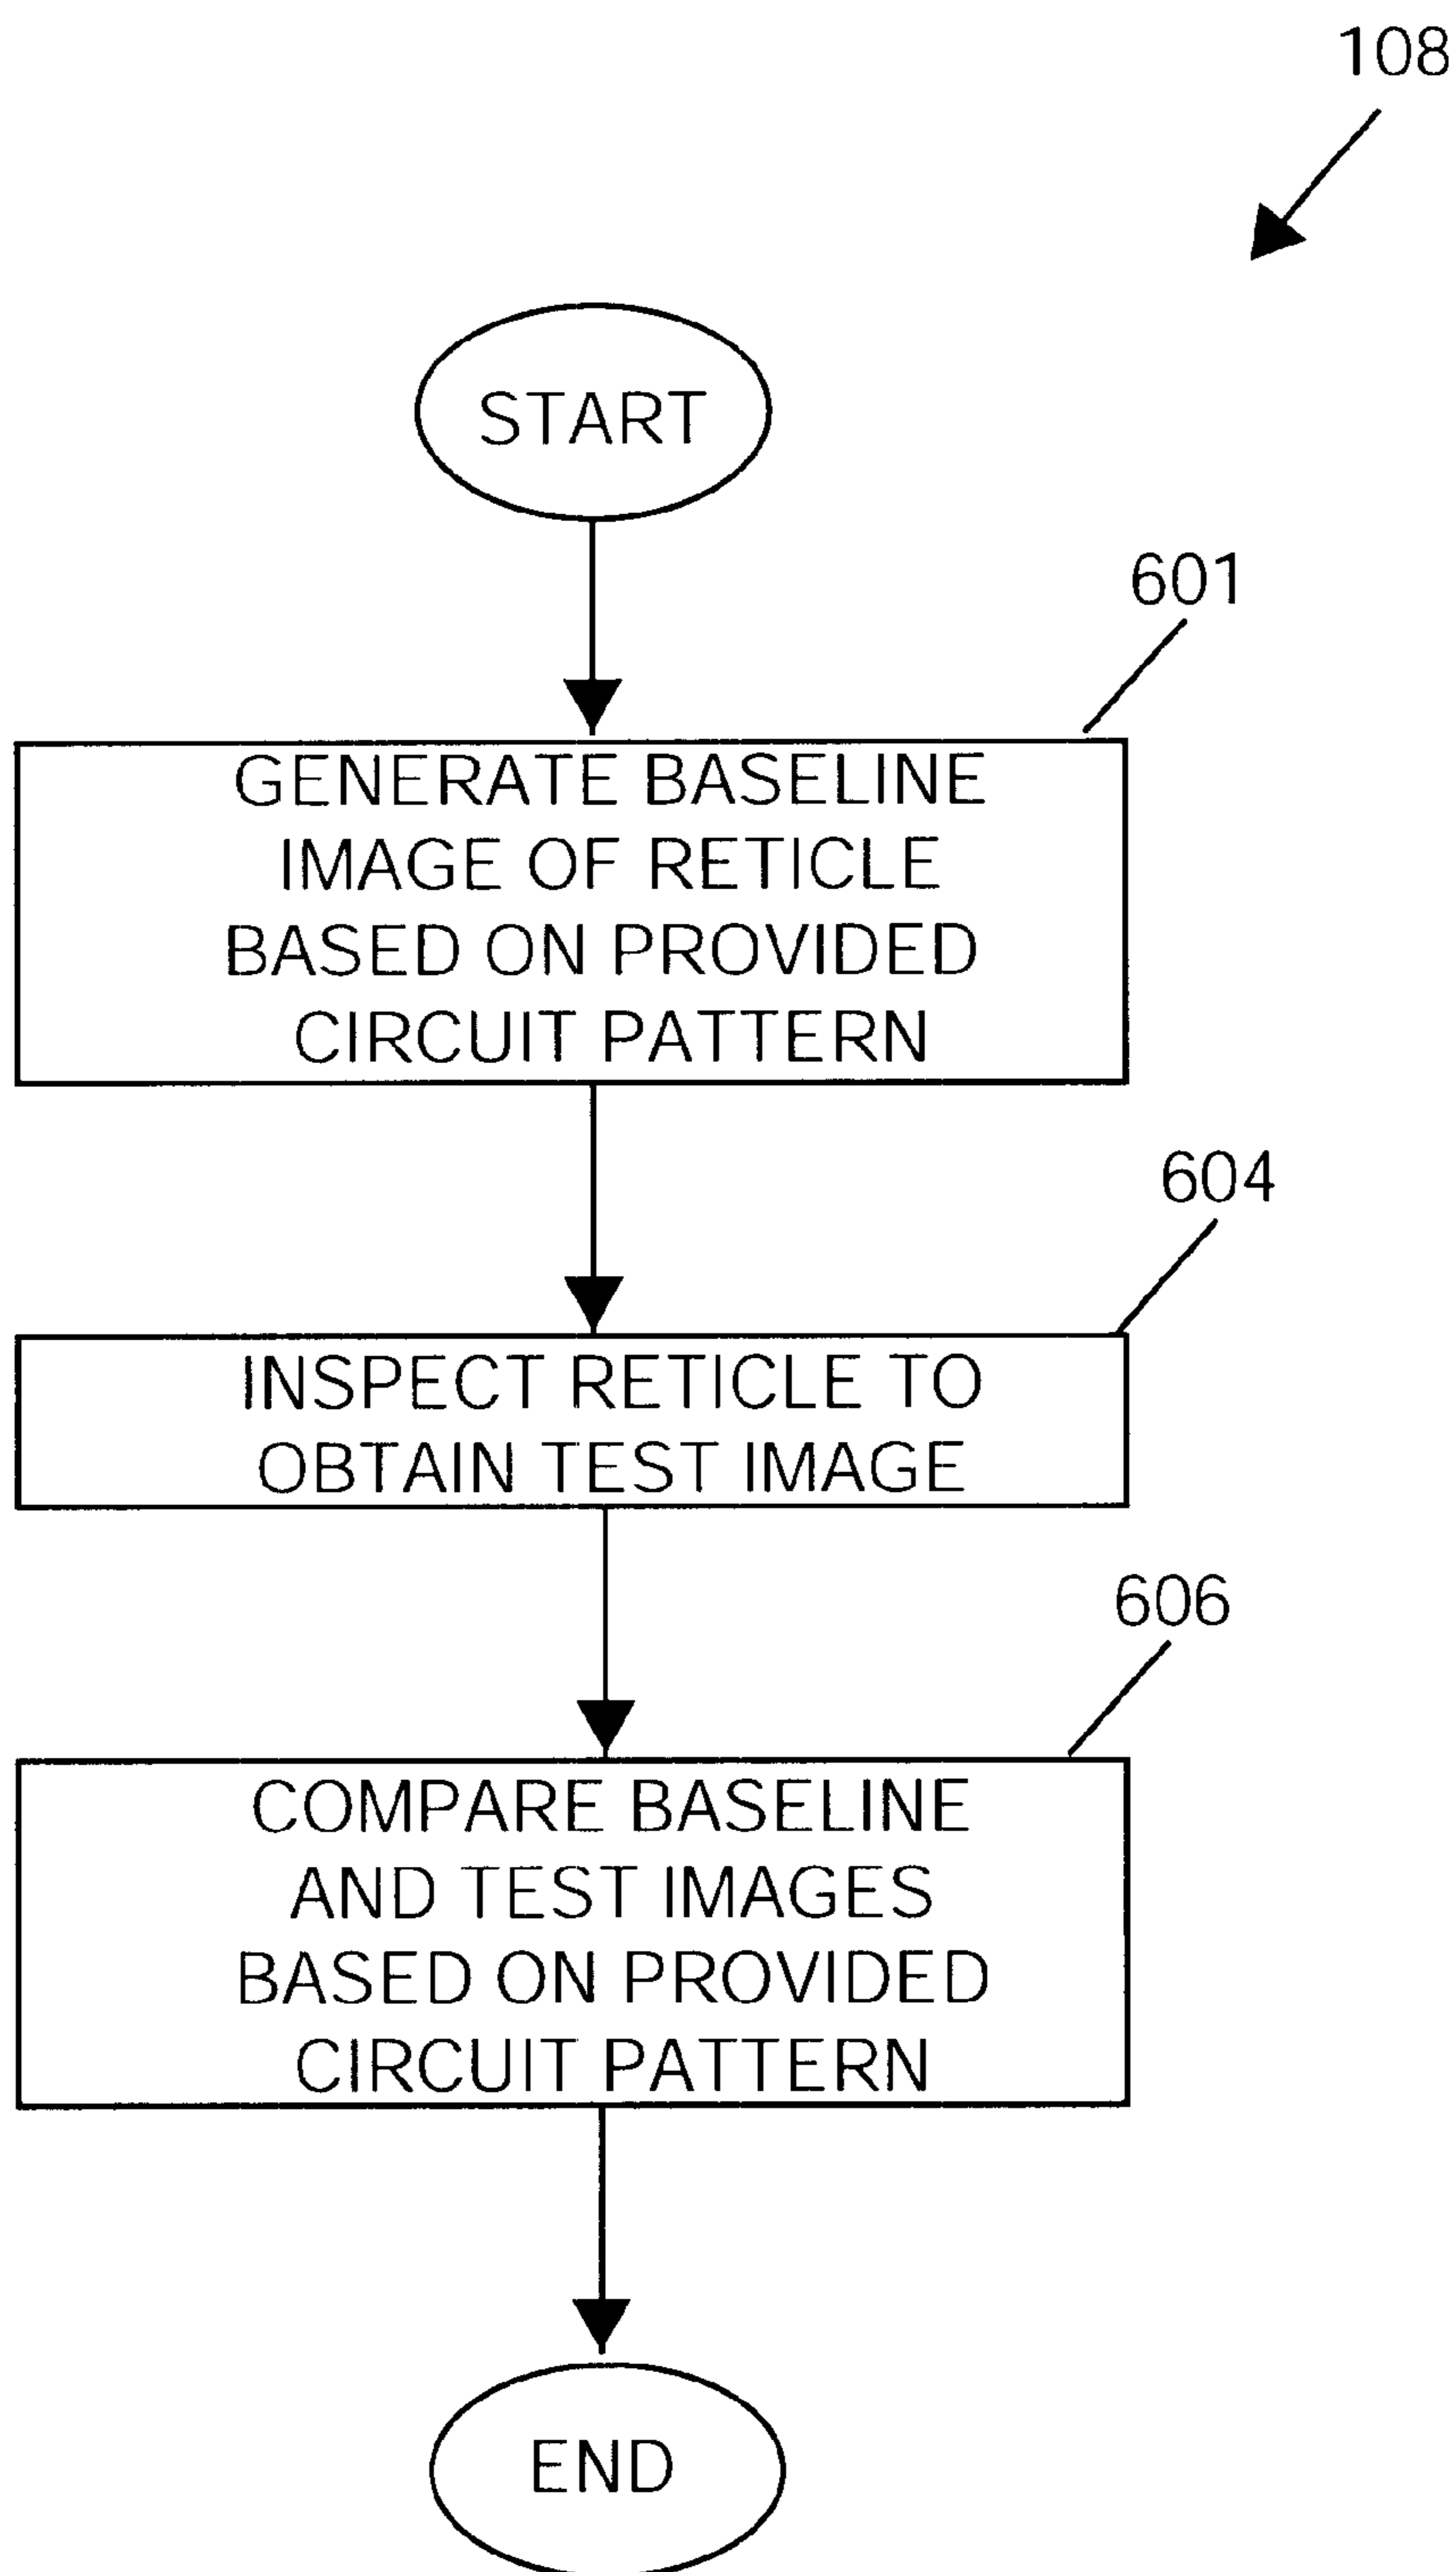 108
START
601
GENERATE BASELINE
IMAGE OF RETICLE
BASED ON PROVIDED
CIRCUIT PATTERN
604
INSPECT RETICLE TO
OBTAIN TEST IMAGE
606
COMPARE BASELINE
AND TEST IMAGES
BASED ON PROVIDED
CIRCUIT PATTERN
END